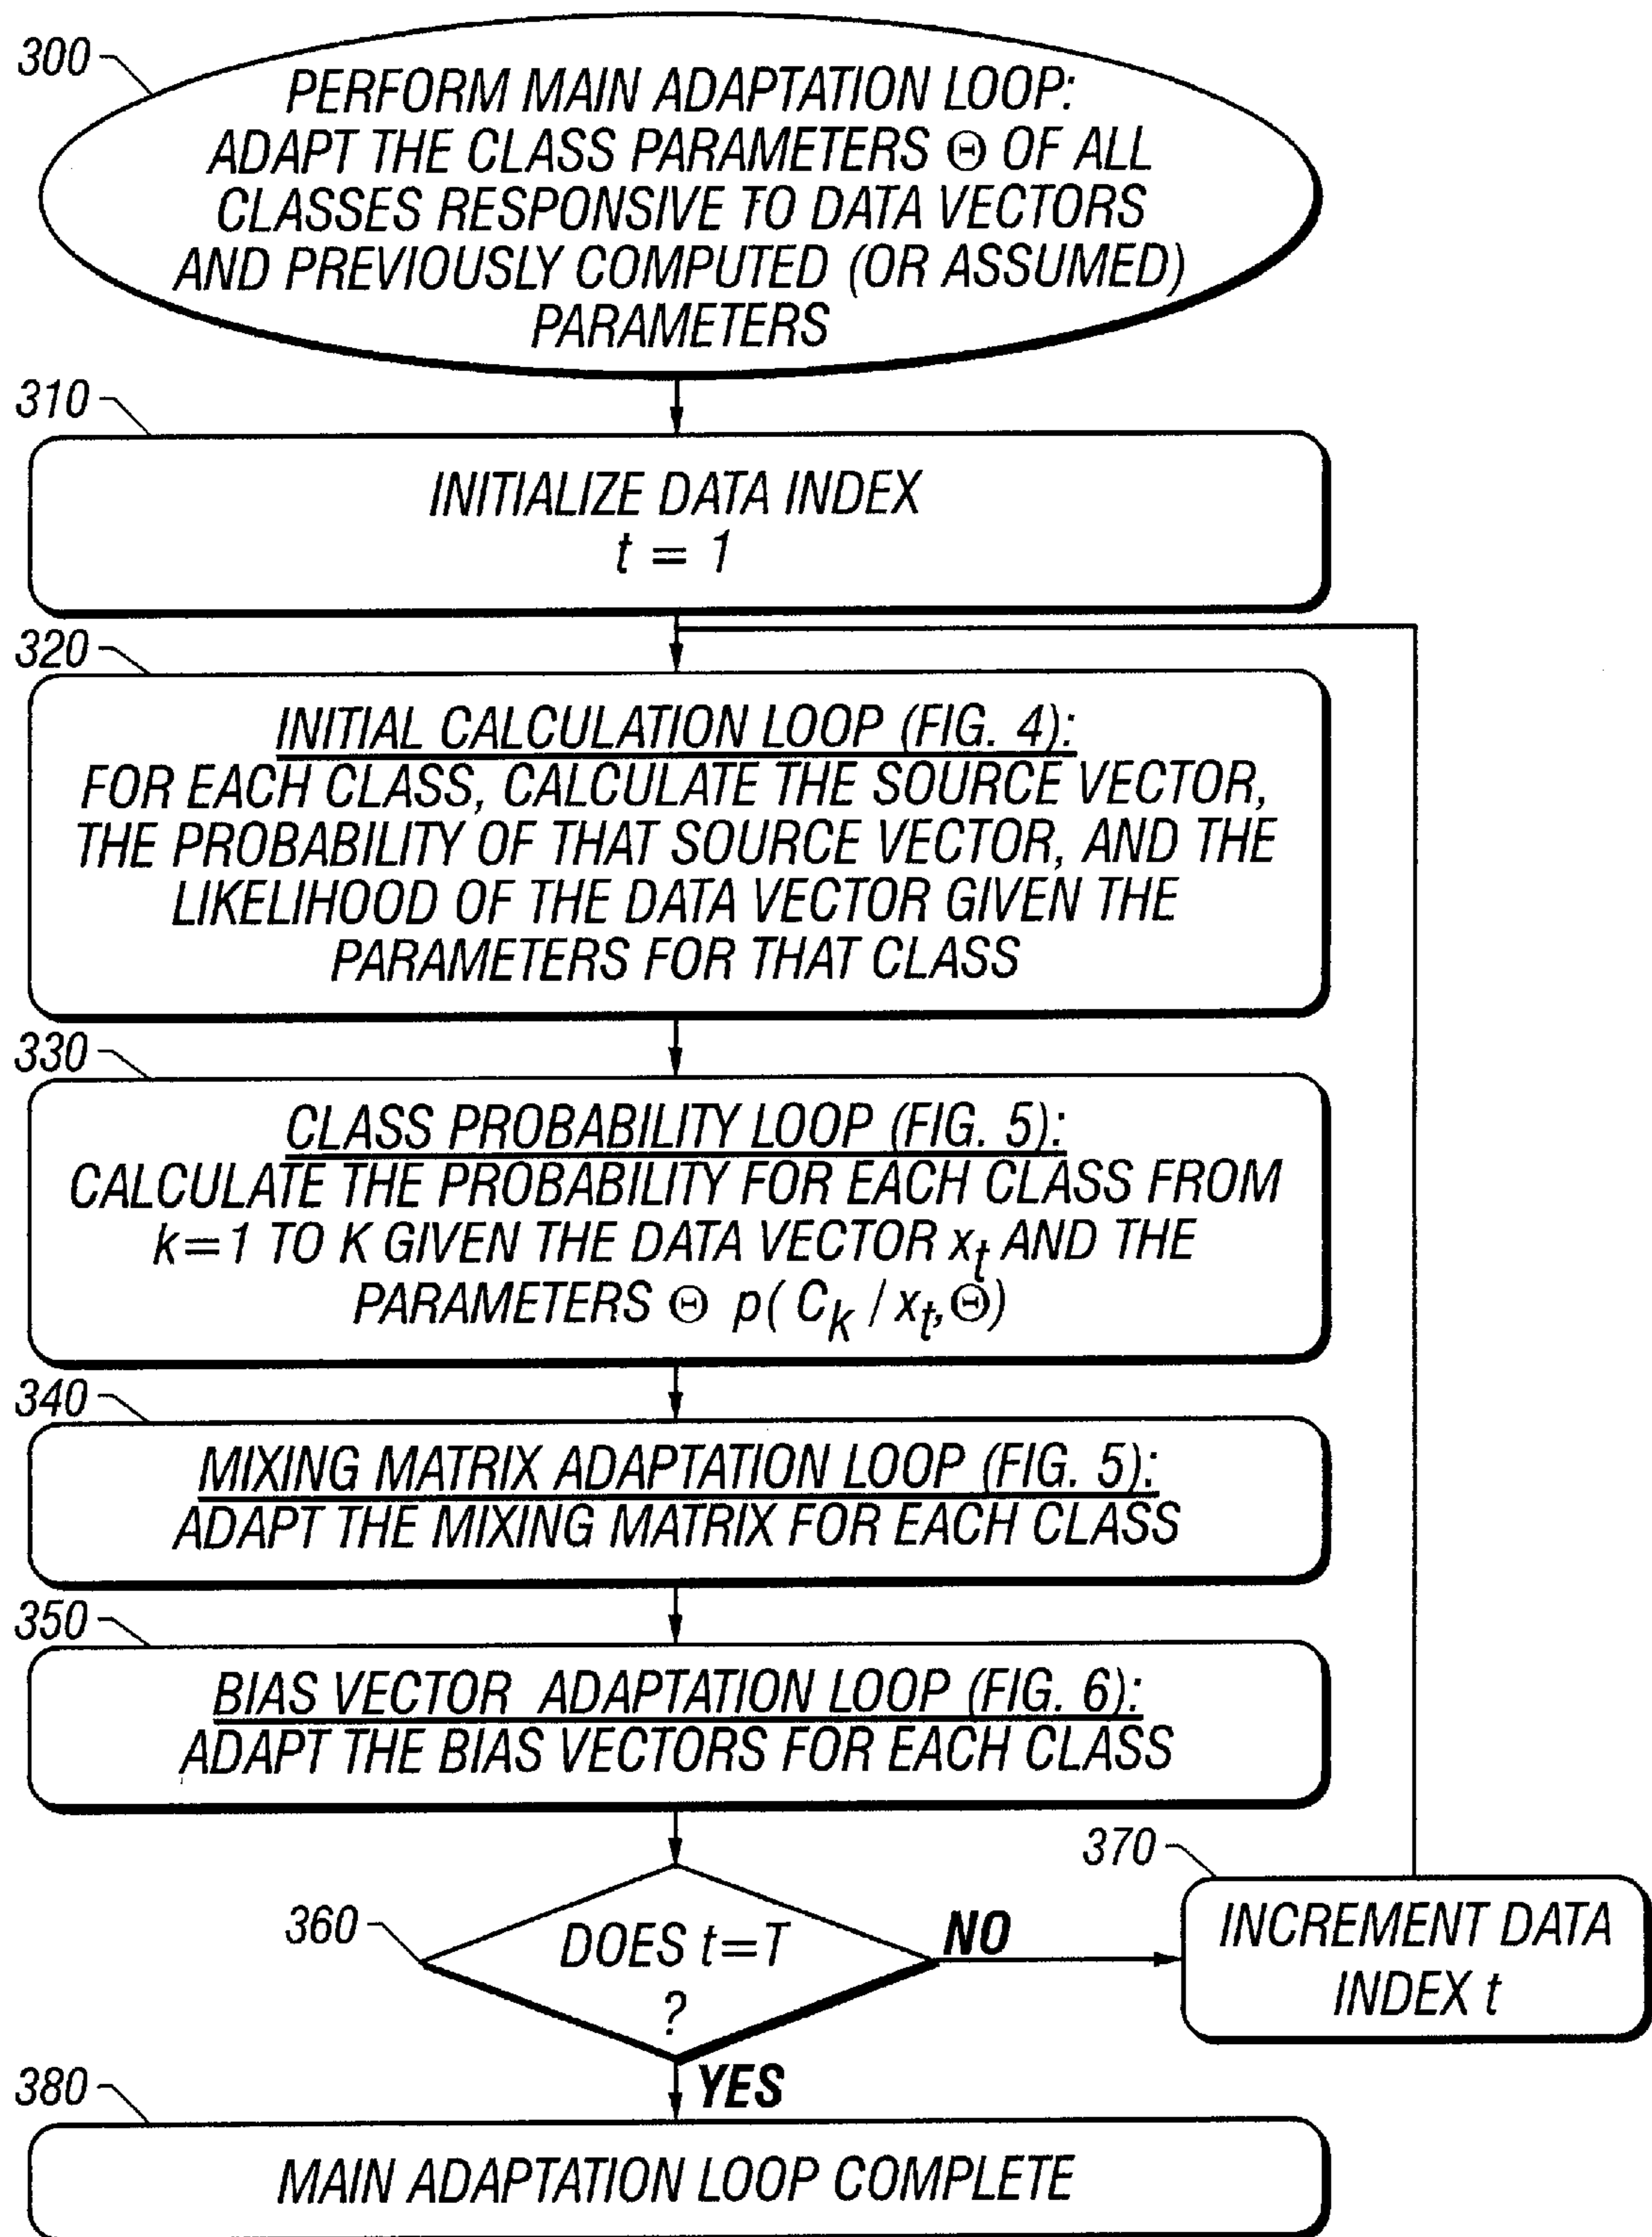 300
PERFORM MAIN ADAPTATION LOOP:
ADAPT THE CLASS PARAMETERS Θ OF ALL
CLASSES RESPONSIVE TO DATA VECTORS
AND PREVIOUSLY COMPUTED (OR ASSUMED)
PARAMETERS
310
INITIALIZE DATA INDEX
t = 1
320
INITIAL CALCULATION LOOP (FIG. 4):
FOR EACH CLASS, CALCULATE THE SOURCE VECTOR,
THE PROBABILITY OF THAT SOURCE VECTOR, AND THE
LIKELIHOOD OF THE DATA VECTOR GIVEN THE
PARAMETERS FOR THAT CLASS
330
CLASS PROBABILITY LOOP (FIG. 5):
CALCULATE THE PROBABILITY FOR EACH CLASS FROM
k=1 TO K GIVEN THE DATA VECTOR x_t AND THE
PARAMETERS Θ p( C_k / x_t, Θ)
340
MIXING MATRIX ADAPTATION LOOP (FIG. 5):
ADAPT THE MIXING MATRIX FOR EACH CLASS
350
BIAS VECTOR ADAPTATION LOOP (FIG. 6):
ADAPT THE BIAS VECTORS FOR EACH CLASS
360
DOES t=T
?
NO
370
INCREMENT DATA
INDEX t
YES
380
MAIN ADAPTATION LOOP COMPLETE